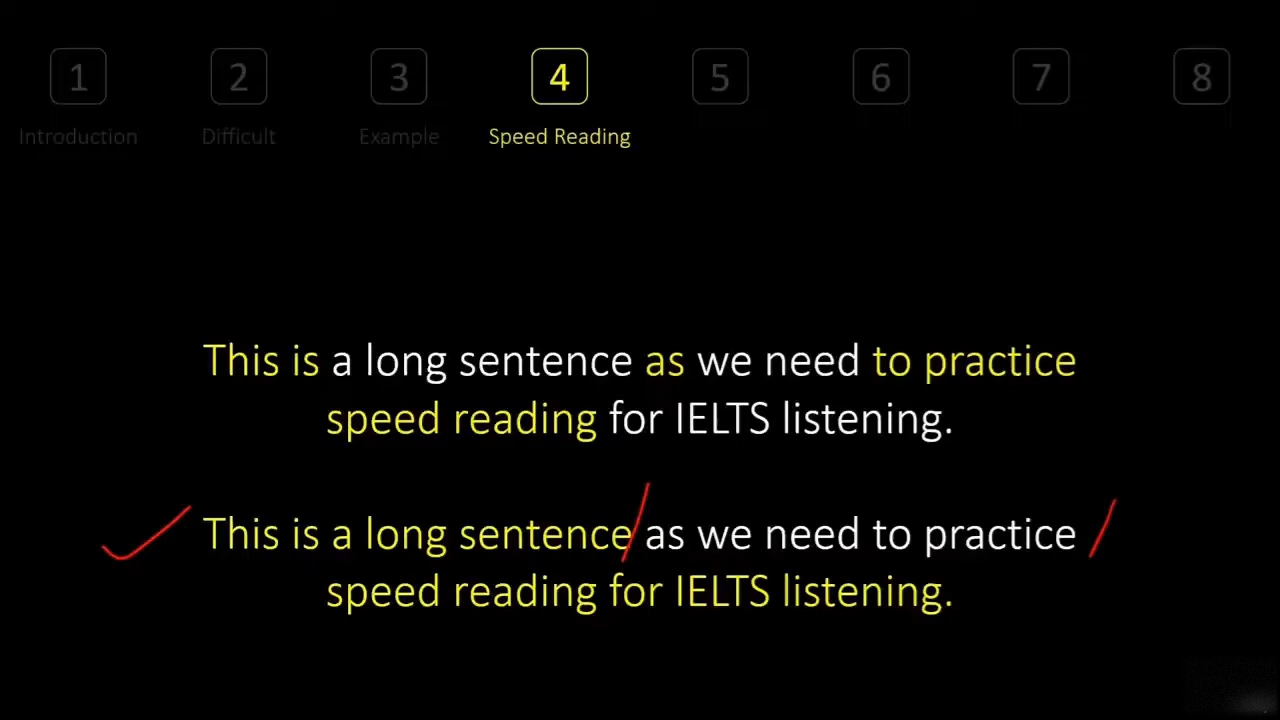 1 2 3 4 5 6 7 8
Introduction Difficult Example Speed Reading
This is a long sentence as we need to practice
speed reading for IELTS listening.
This is a long sentence as we need to practice
speed reading for IELTS listening.